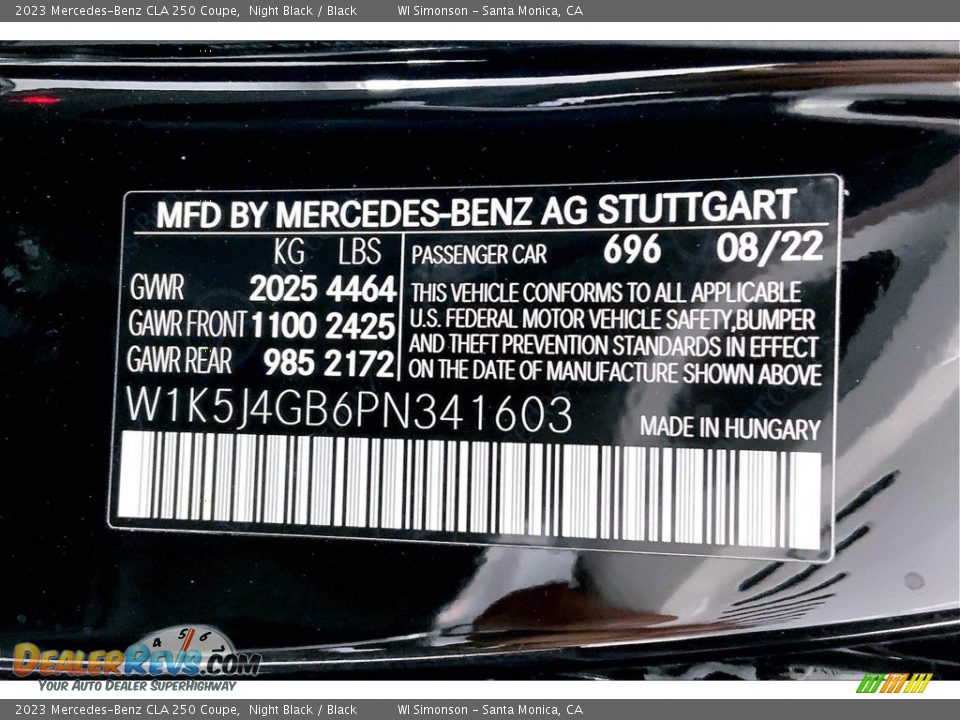 2023 Mercedes-Benz CLA 250 Coupe, Night Black / Black WI Simonson - Santa Monica, CA
MFD BY MERCEDES-BENZ AG STUTTGART
KG LBS
GVWR 2025 4464
GAWR FRONT 1100 2425
GAWR REAR 985 2172
PASSENGER CAR 696 08/22
THIS VEHICLE CONFORMS TO ALL APPLICABLE
U.S. FEDERAL MOTOR VEHICLE SAFETY,BUMPER
AND THEFT PREVENTION STANDARDS IN EFFECT
ON THE DATE OF MANUFACTURE SHOWN ABOVE
W1K5J4GB6PN341603
MADE IN HUNGARY
4 5 6
DEALERREVS.COM
YOUR AUTO DEALER SUPERHIGHWAY
2023 Mercedes-Benz CLA 250 Coupe, Night Black / Black WI Simonson - Santa Monica, CA